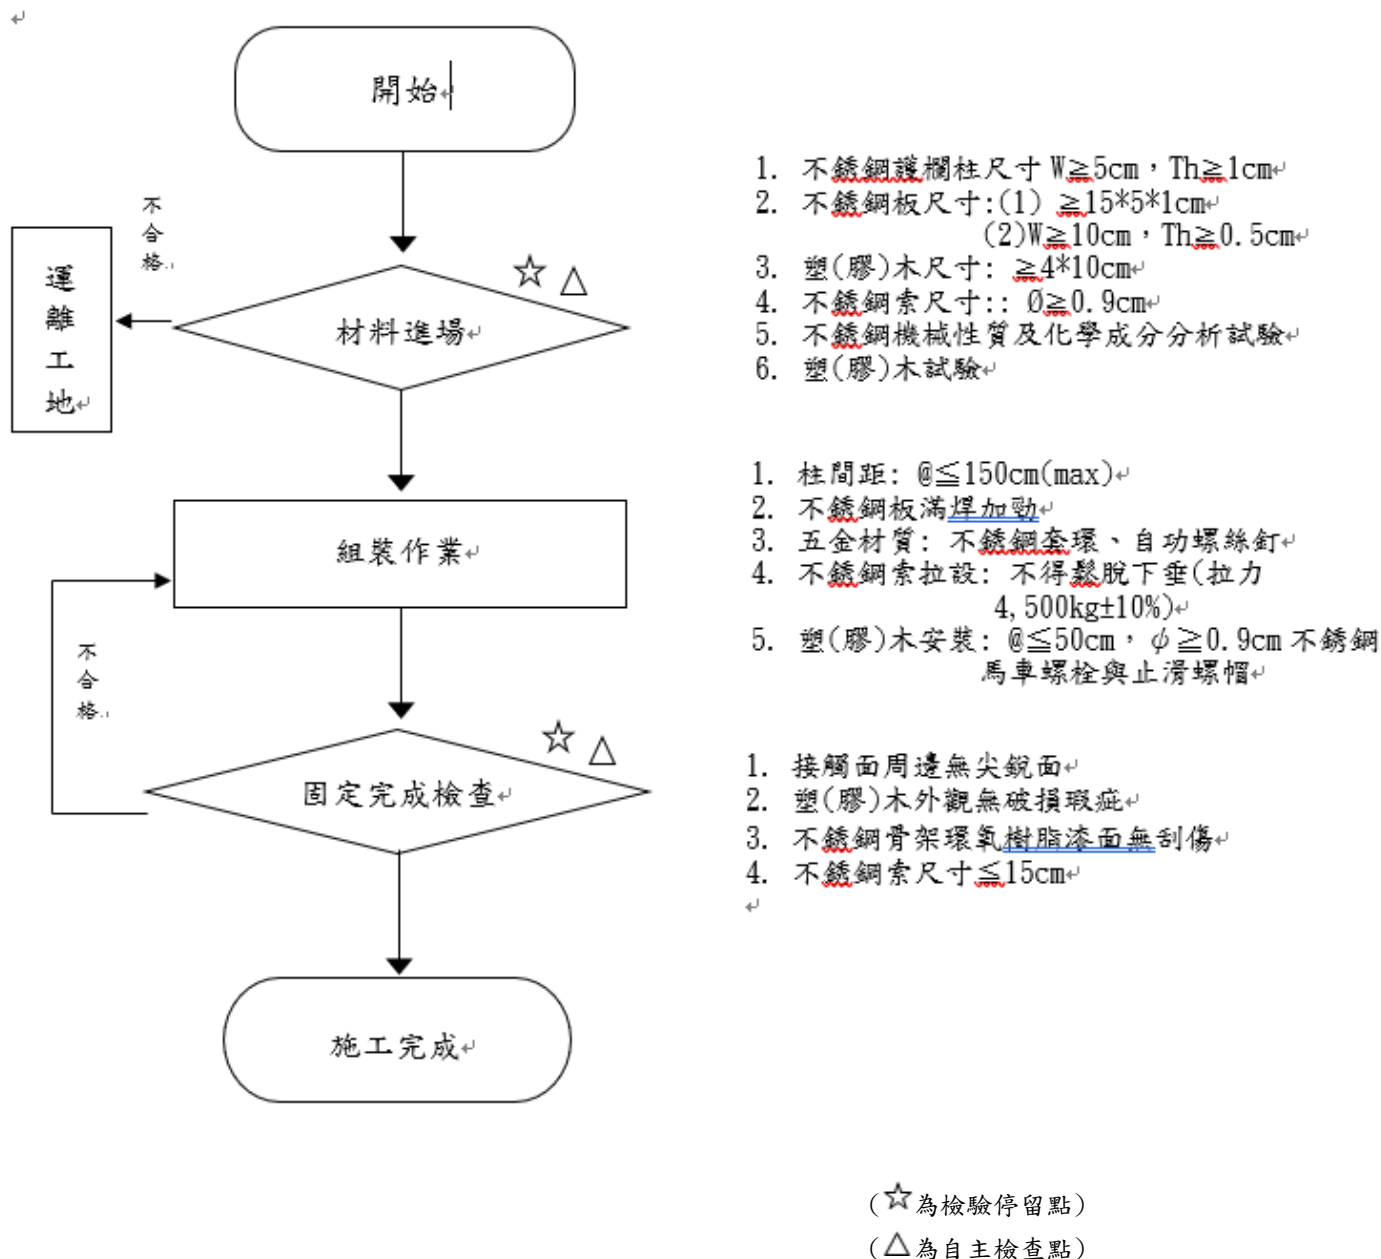 開始
不合格
運離工地
材料進場
1. 不銹鋼護欄柱尺寸 W≧5cm，Th≧1cm
2. 不銹鋼板尺寸:(1) ≧15*5*1cm
(2)W≧10cm，Th≧0.5cm
3. 塑(膠)木尺寸: ≧4*10cm
4. 不銹鋼索尺寸:: Ø≧0.9cm
5. 不銹鋼機械性質及化學成分分析試驗
6. 塑(膠)木試驗
組裝作業
1. 柱間距: @≦150cm(max)
2. 不銹鋼板滿焊加勁
3. 五金材質: 不銹鋼套環、自功螺絲釘
4. 不銹鋼索拉設: 不得鬆脫下垂(拉力
4,500kg±10%)
5. 塑(膠)木安裝: @≦50cm，ψ≧0.9cm 不銹鋼
馬車螺栓與止滑螺帽
不合格
固定完成檢查
1. 接觸面周邊無尖銳面
2. 塑(膠)木外觀無破損瑕疵
3. 不銹鋼骨架環氧樹脂漆面無刮傷
4. 不銹鋼索尺寸≦15cm
施工完成
(☆為檢驗停留點)
(△為自主檢查點)